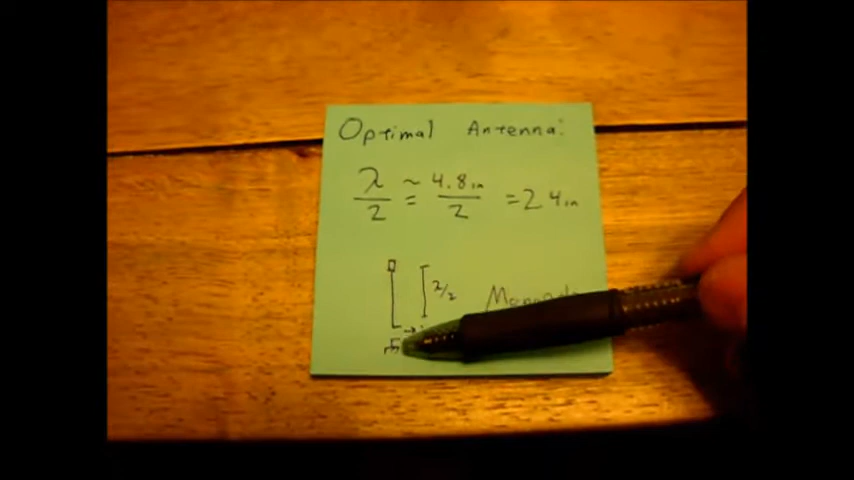 Optimal Antenna:
λ/2 ≅ 4.8in/2 = 2.4in
λ/2